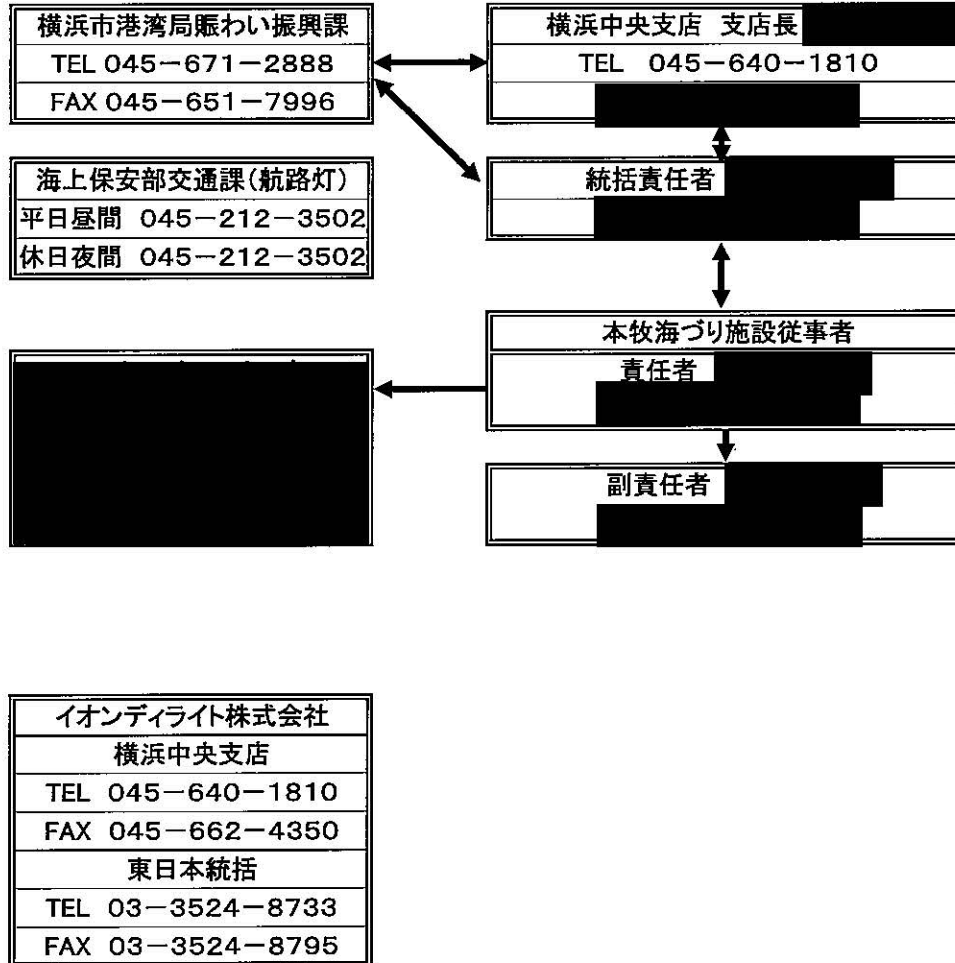 横浜市港湾局賑わい振興課
TEL 045－671－2888
FAX 045－651－7996
横浜中央支店 支店長
TEL 045－640－1810
海上保安部交通課（航路灯）
平日昼間 045－212－3502
休日夜間 045－212－3502
統括責任者
本牧海づり施設従事者
責任者
副責任者
イオンディライト株式会社
横浜中央支店
TEL 045－640－1810
FAX 045－662－4350
東日本統括
TEL 03－3524－8733
FAX 03－3524－8795